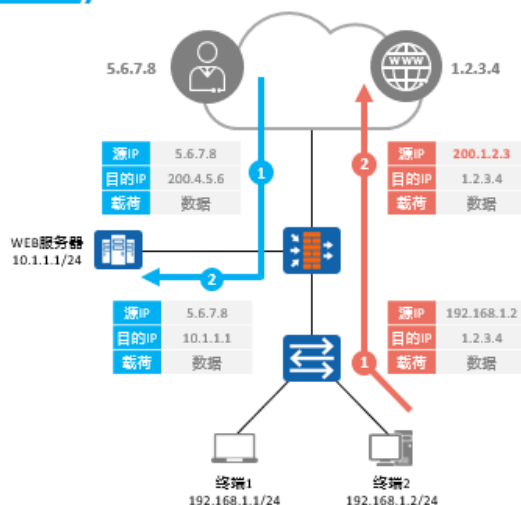 5.6.7.8
WWW
1.2.3.4
源IP 5.6.7.8
目的IP 200.4.5.6
载荷 数据
1
2
源IP 200.1.2.3
目的IP 1.2.3.4
载荷 数据
WEB服务器
10.1.1.1/24
2
源IP 5.6.7.8
目的IP 10.1.1.1
载荷 数据
源IP 192.168.1.2
目的IP 1.2.3.4
载荷 数据
1
终端1
192.168.1.1/24
终端2
192.168.1.2/24